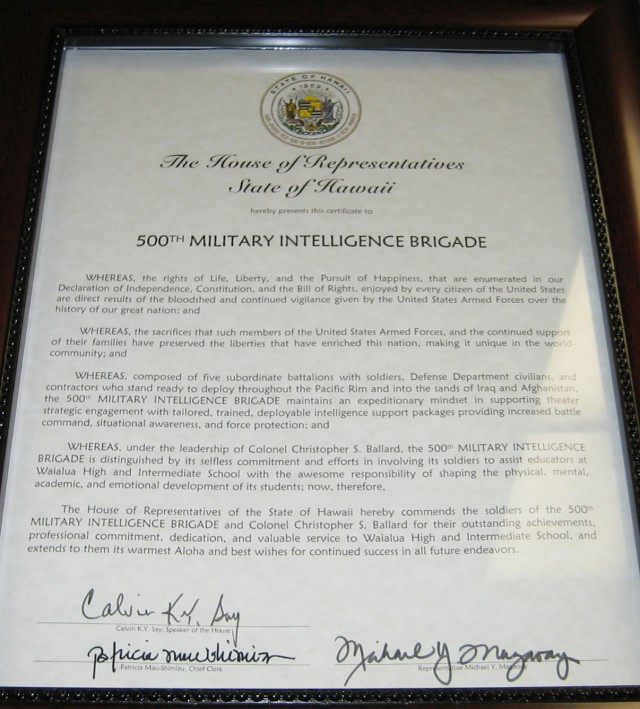 STATE OF HAWAII
1959
The House of Representatives
State of Hawaii
hereby presents this certificate to
500TH MILITARY INTELLIGENCE BRIGADE
WHEREAS, the rights of Life, Liberty, and the Pursuit of Happiness, that are enumerated in our
Declaration of Independence, Constitution, and the Bill of Rights, enjoyed by every citizen of the United States
are direct results of the bloodshed and continued vigilance given by the United States Armed Forces over the
history of our great nation; and
WHEREAS, the sacrifices that such members of the United States Armed Forces, and the continued support
of their families have preserved the liberties that have enriched this nation, making it unique in the world
community; and
WHEREAS, composed of five subordinate battalions with soldiers, Defense Department civilians, and
contractors who stand ready to deploy throughout the Pacific Rim and into the sands of Iraq and Afghanistan,
the 500th MILITARY INTELLIGENCE BRIGADE maintains an expeditionary mindset in supporting theater
strategic engagement with tailored, trained, deployable intelligence support packages providing increased battle
command, situational awareness, and force protection; and
WHEREAS, under the leadership of Colonel Christopher S. Ballard, the 500th MILITARY INTELLIGENCE
BRIGADE is distinguished by its selfless commitment and efforts in involving its soldiers to assist educators at
Waialua High and Intermediate School with the awesome responsibility of shaping the physical, mental,
academic, and emotional development of its students; now, therefore,
The House of Representatives of the State of Hawaii hereby commends the soldiers of the 500th
MILITARY INTELLIGENCE BRIGADE and Colonel Christopher S. Ballard for their outstanding achievements,
professional commitment, dedication, and valuable service to Waialua High and Intermediate School, and
extends to them its warmest Aloha and best wishes for continued success in all future endeavors.
Calvin K.Y. Say
Calvin K.Y. Say, Speaker of the House
Patricia Mau-Shimizu
Patricia Mau-Shimizu, Chief Clerk
Michael Y. Magaoay
Representative Michael Y. Magaoay